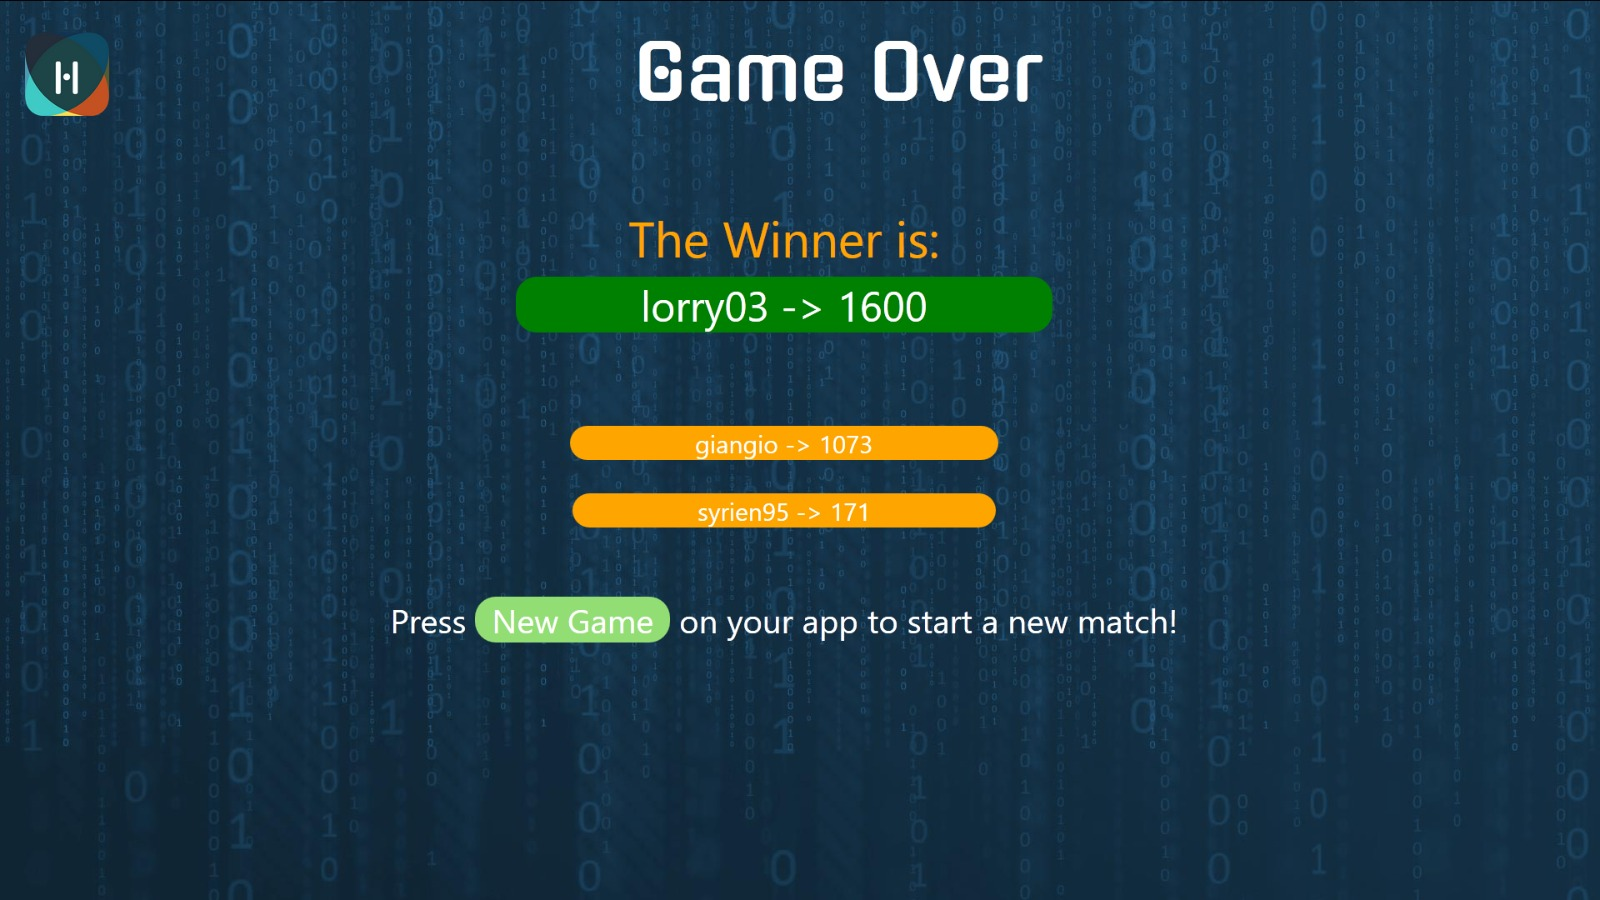 H
Game Over
The Winner is:
lorry03 -> 1600
giangio -> 1073
syrien95 -> 171
Press New Game on your app to start a new match!